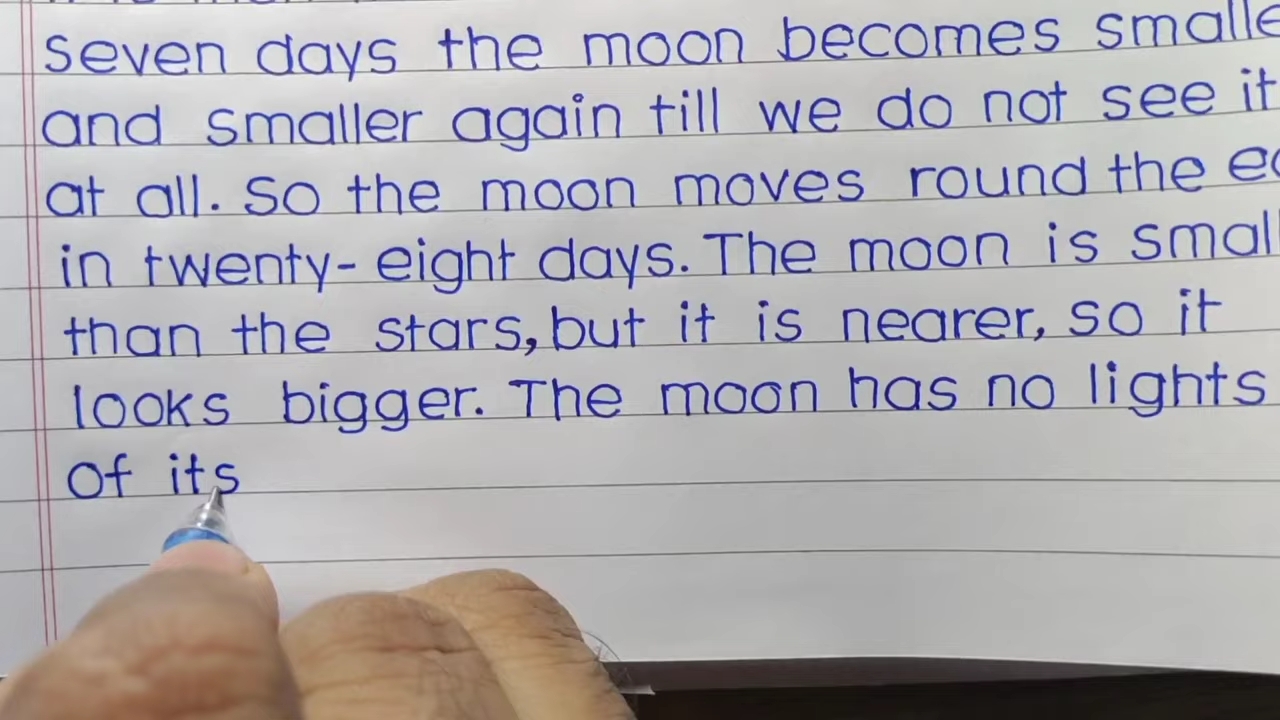 seven days the moon becomes smalle
and smaller again till we do not see it
at all. So the moon moves round the
in twenty-eight days. The moon is small
than the stars, but it is nearer, so it
looks bigger. The moon has no lights
of its